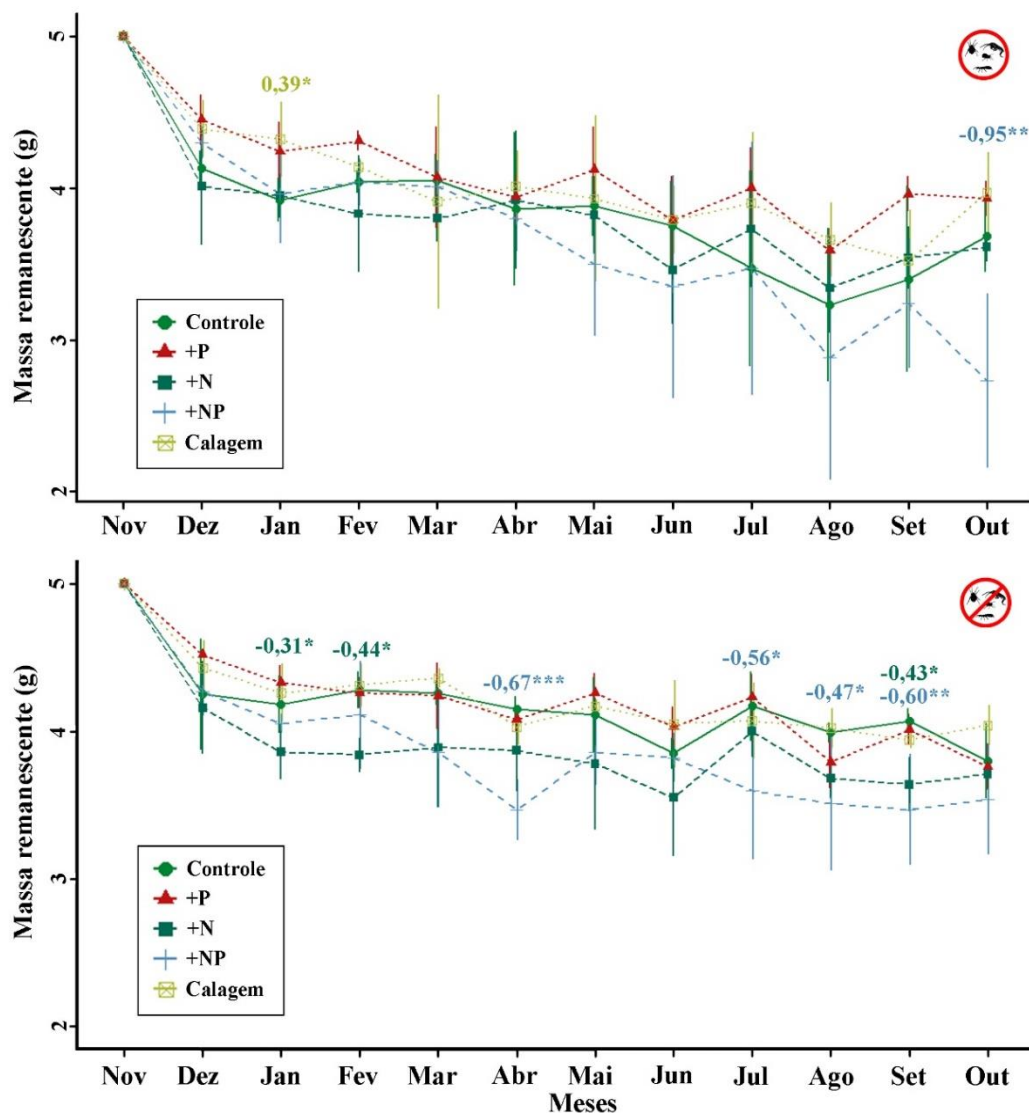 Massa remanescente (g)
5
4
3
2
0,39*
-0,95**
Controle
+P
+N
+NP
Calagem
Nov Dez Jan Fev Mar Abr Mai Jun Jul Ago Set Out
Massa remanescente (g)
5
4
3
2
-0,31* -0,44* -0,67*** -0,56* -0,47* -0,43*
-0,60**
Controle
+P
+N
+NP
Calagem
Nov Dez Jan Fev Mar Abr Mai Jun Jul Ago Set Out
Meses